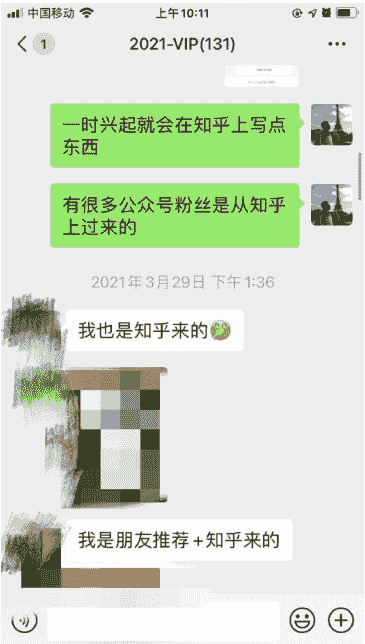 中国移动
上午10:11
1
2021-VIP(131)
一时兴起就会在知乎上写点
东西
有很多公众号粉丝是从知乎
上过来的
2021年3月29日 下午1:36
我也是知乎来的
我是朋友推荐+知乎来的